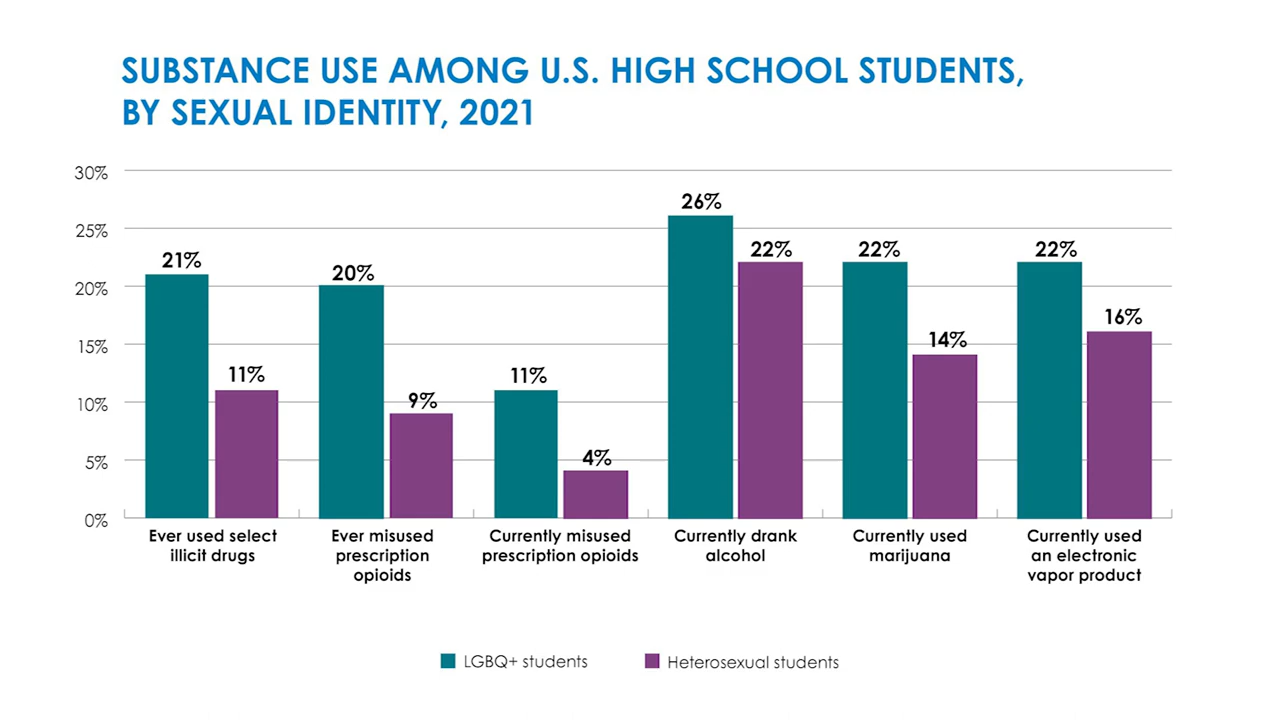 SUBSTANCE USE AMONG U.S. HIGH SCHOOL STUDENTS,
BY SEXUAL IDENTITY, 2021
30%
25%
20%
15%
10%
5%
0%
21%
11%
20%
9%
11%
4%
26%
22%
22%
14%
22%
16%
Ever used select
illicit drugs
Ever misused
prescription
opioids
Currently misused
prescription opioids
Currently drank
alcohol
Currently used
marijuana
Currently used
an electronic
vapor product
LGBQ+ students
Heterosexual students